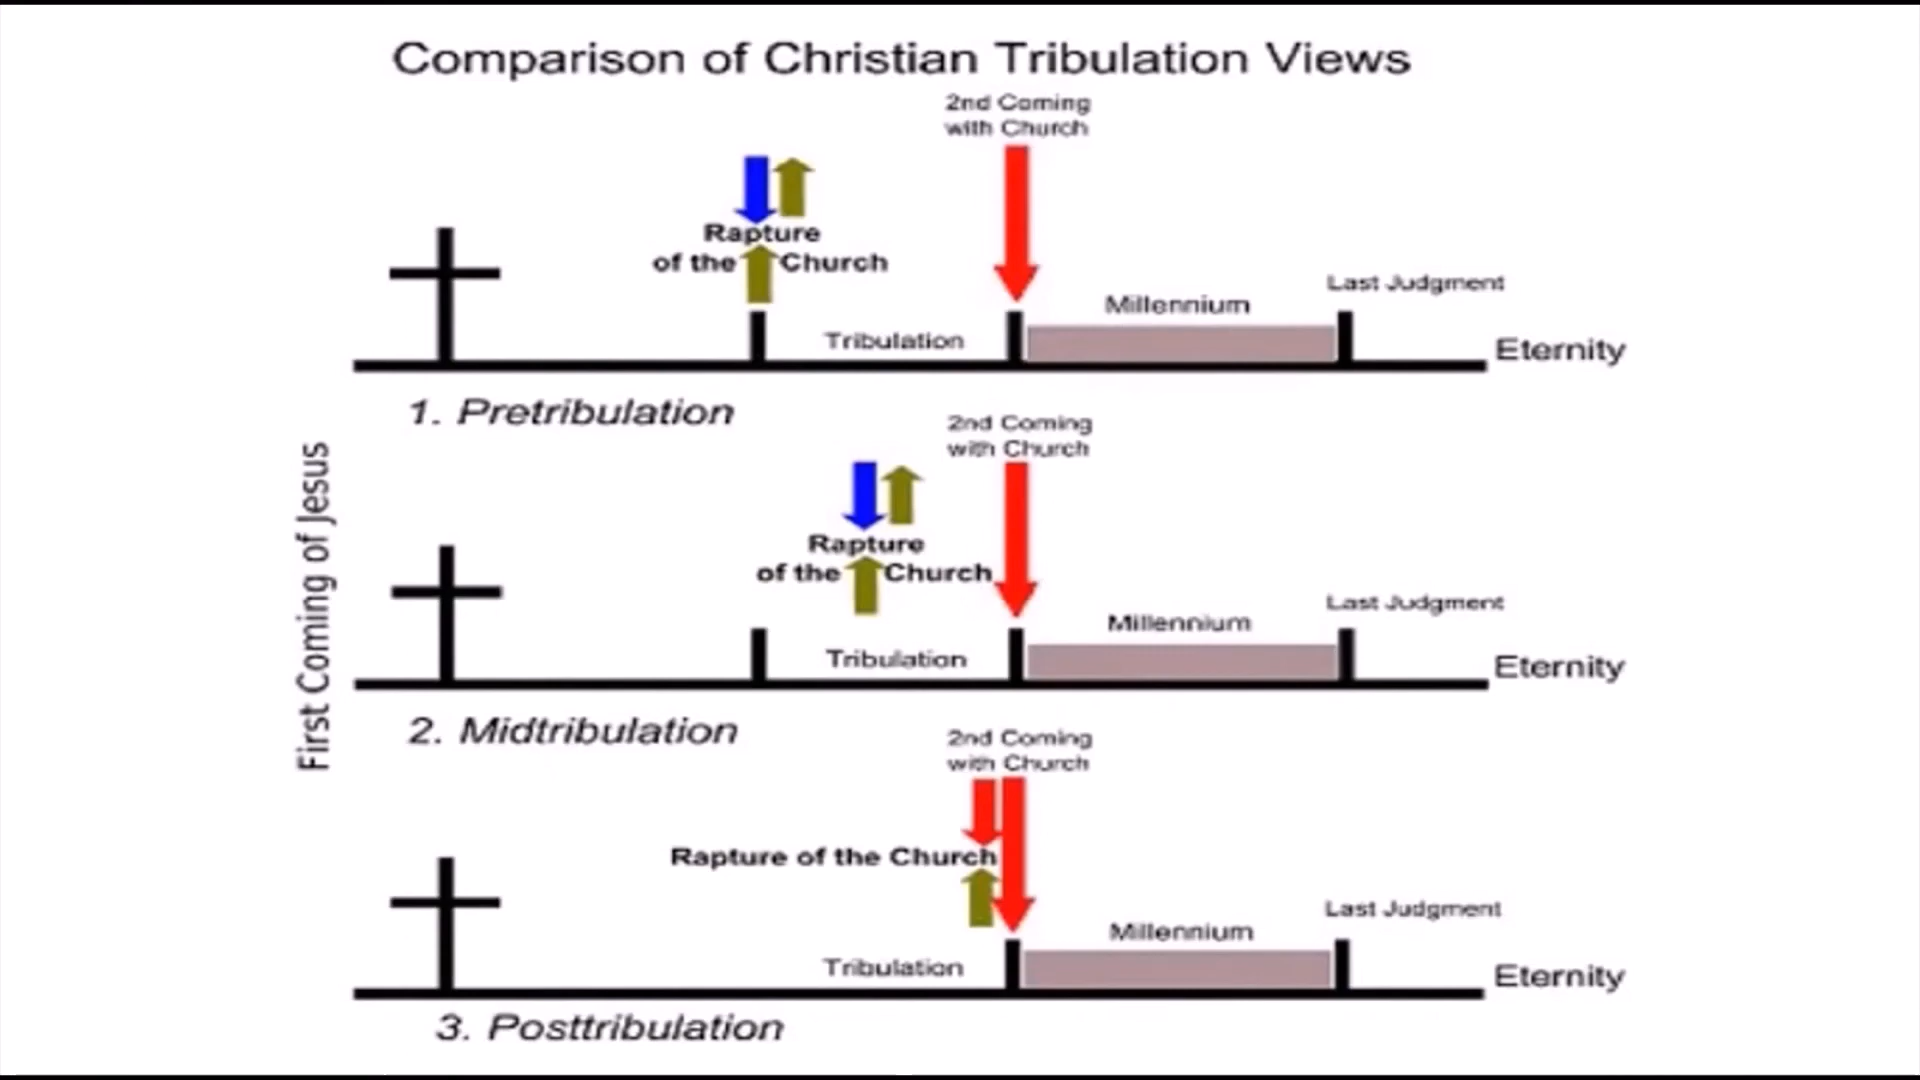 Comparison of Christian Tribulation Views
2nd Coming
with Church
Rapture
of the Church
Last Judgment
Millennium
Tribulation
Eternity
1. Pretribulation
First Coming of Jesus
2nd Coming
with Church
Rapture
of the Church
Last Judgment
Millennium
Tribulation
Eternity
2. Midtribulation
2nd Coming
with Church
Rapture of the Church
Last Judgment
Millennium
Tribulation
Eternity
3. Posttribulation